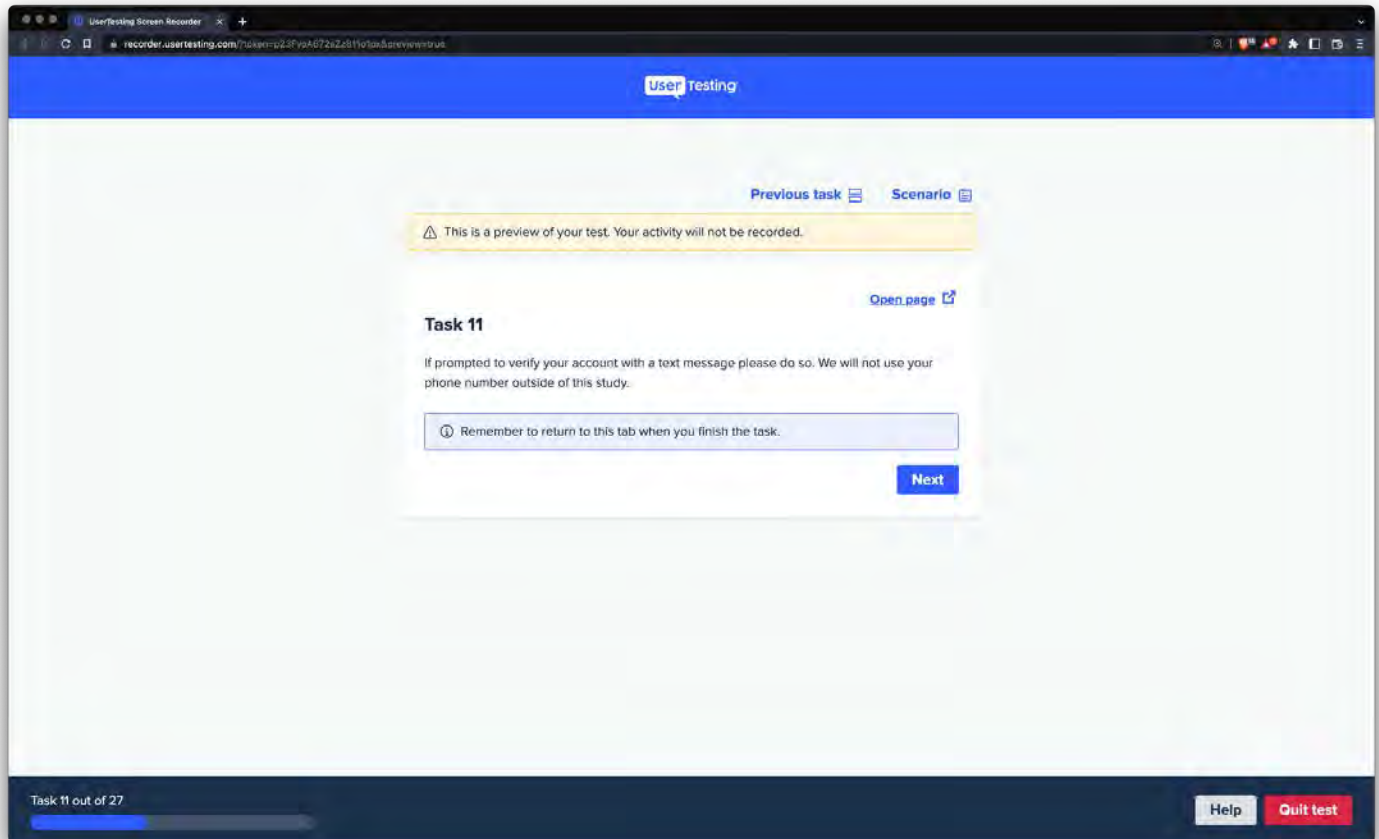 UserTesting Screen Recorder
recorder.usertesting.com
User Testing
Previous task
Scenario
This is a preview of your test. Your activity will not be recorded.
Open page
Task 11
If prompted to verify your account with a text message please do so. We will not use your
phone number outside of this study.
Remember to return to this tab when you finish the task.
Next
Task 11 out of 27
Help
Quit test